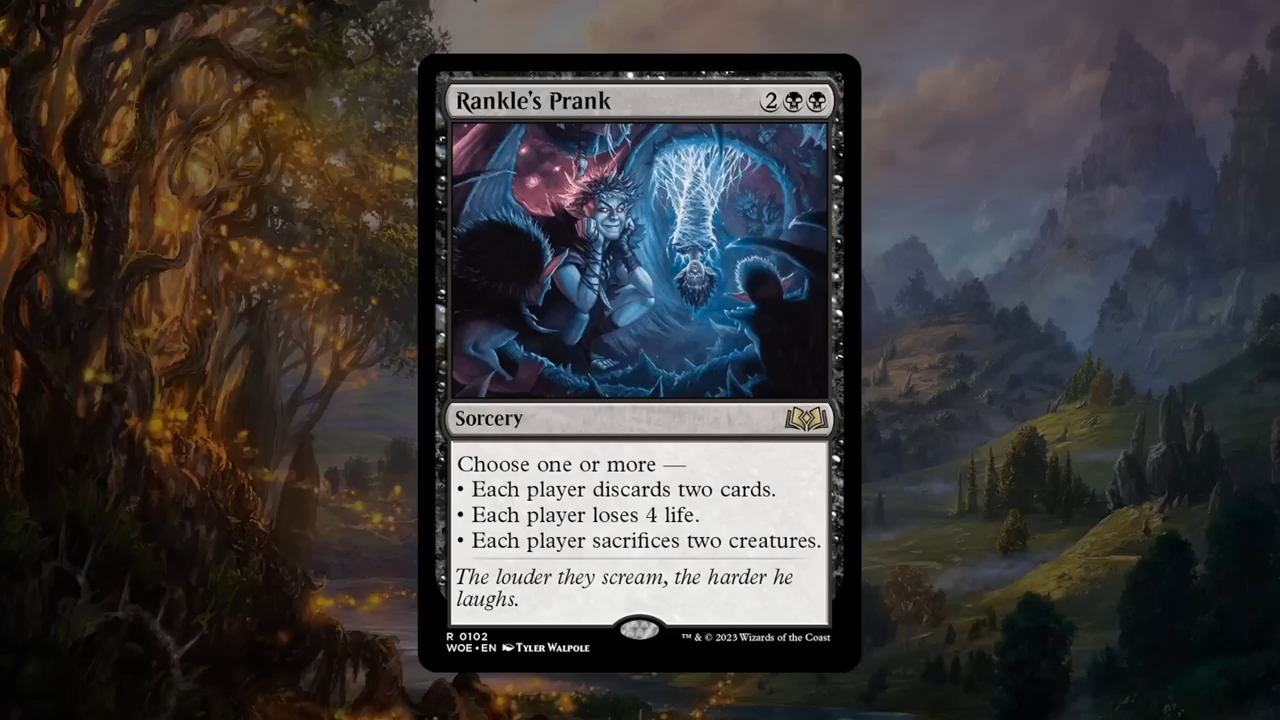 Rankle's Prank 2
Sorcery
Choose one or more —
• Each player discards two cards.
• Each player loses 4 life.
• Each player sacrifices two creatures.
The louder they scream, the harder he
laughs.
R 0102
WOE • EN Tyler Walpole
™ & © 2023 Wizards of the Coast